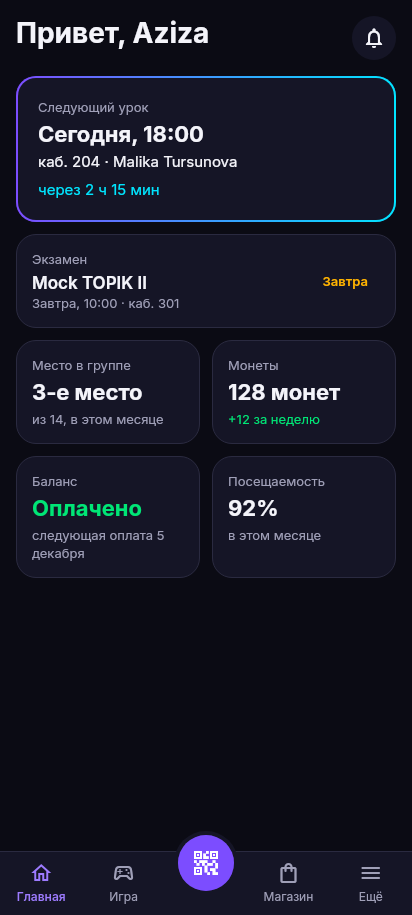 Привет, Aziza
Следующий урок
Сегодня, 18:00
каб. 204 · Malika Tursunova
через 2 ч 15 мин
Экзамен
Mock TOPIK II
Завтра
Завтра, 10:00 · каб. 301
Место в группе
3-е место
из 14, в этом месяце
Монеты
128 монет
+12 за неделю
Баланс
Оплачено
следующая оплата 5
декабря
Посещаемость
92%
в этом месяце
Главная
Игра
Магазин
Ещё